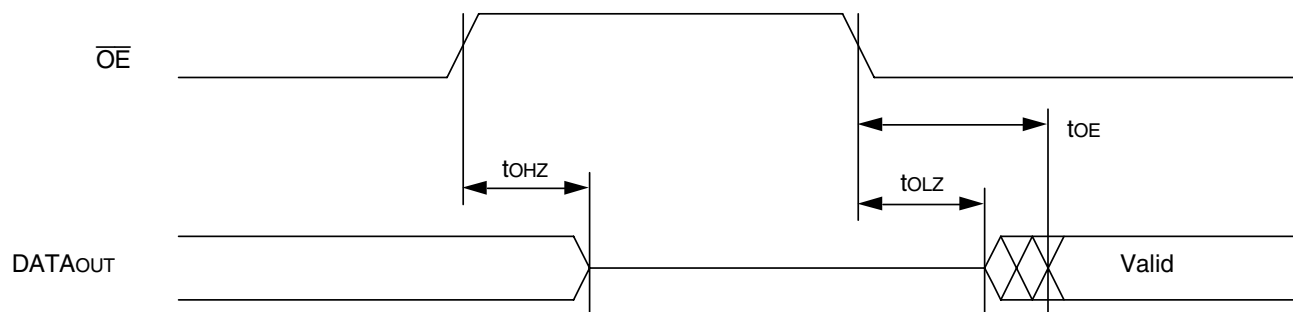 OE
tOE
tOHZ
tOLZ
DATAOUT
Valid